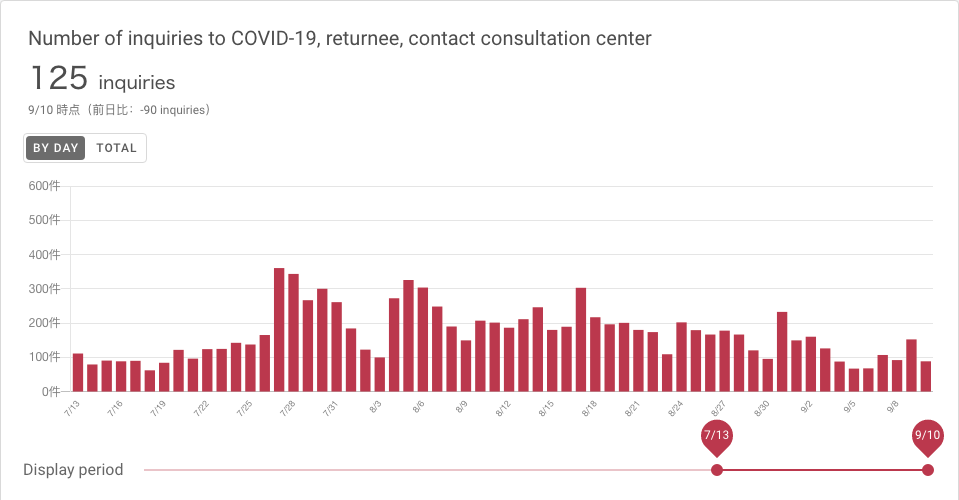 Number of inquiries to COVID-19, returnee, contact consultation center
125 inquiries
9/10 時点（前日比：-90 inquiries）
BY DAY TOTAL
600件
500件
400件
300件
200件
100件
0件
7/13 7/16 7/19 7/22 7/25 7/28 7/31 8/3 8/6 8/9 8/12 8/15 8/18 8/21 8/24 8/27 8/30 9/2 9/5 9/8
7/13 9/10
Display period